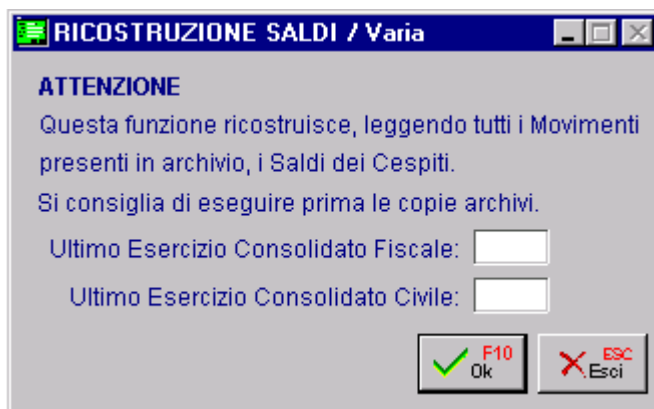 RICOSTRUZIONE SALDI / Varia
ATTENZIONE
Questa funzione ricostruisce, leggendo tutti i Movimenti
presenti in archivio, i Saldi dei Cespiti.
Si consiglia di eseguire prima le copie archivi.
Ultimo Esercizio Consolidato Fiscale:
Ultimo Esercizio Consolidato Civile:
F10 ESC
Ok Esci